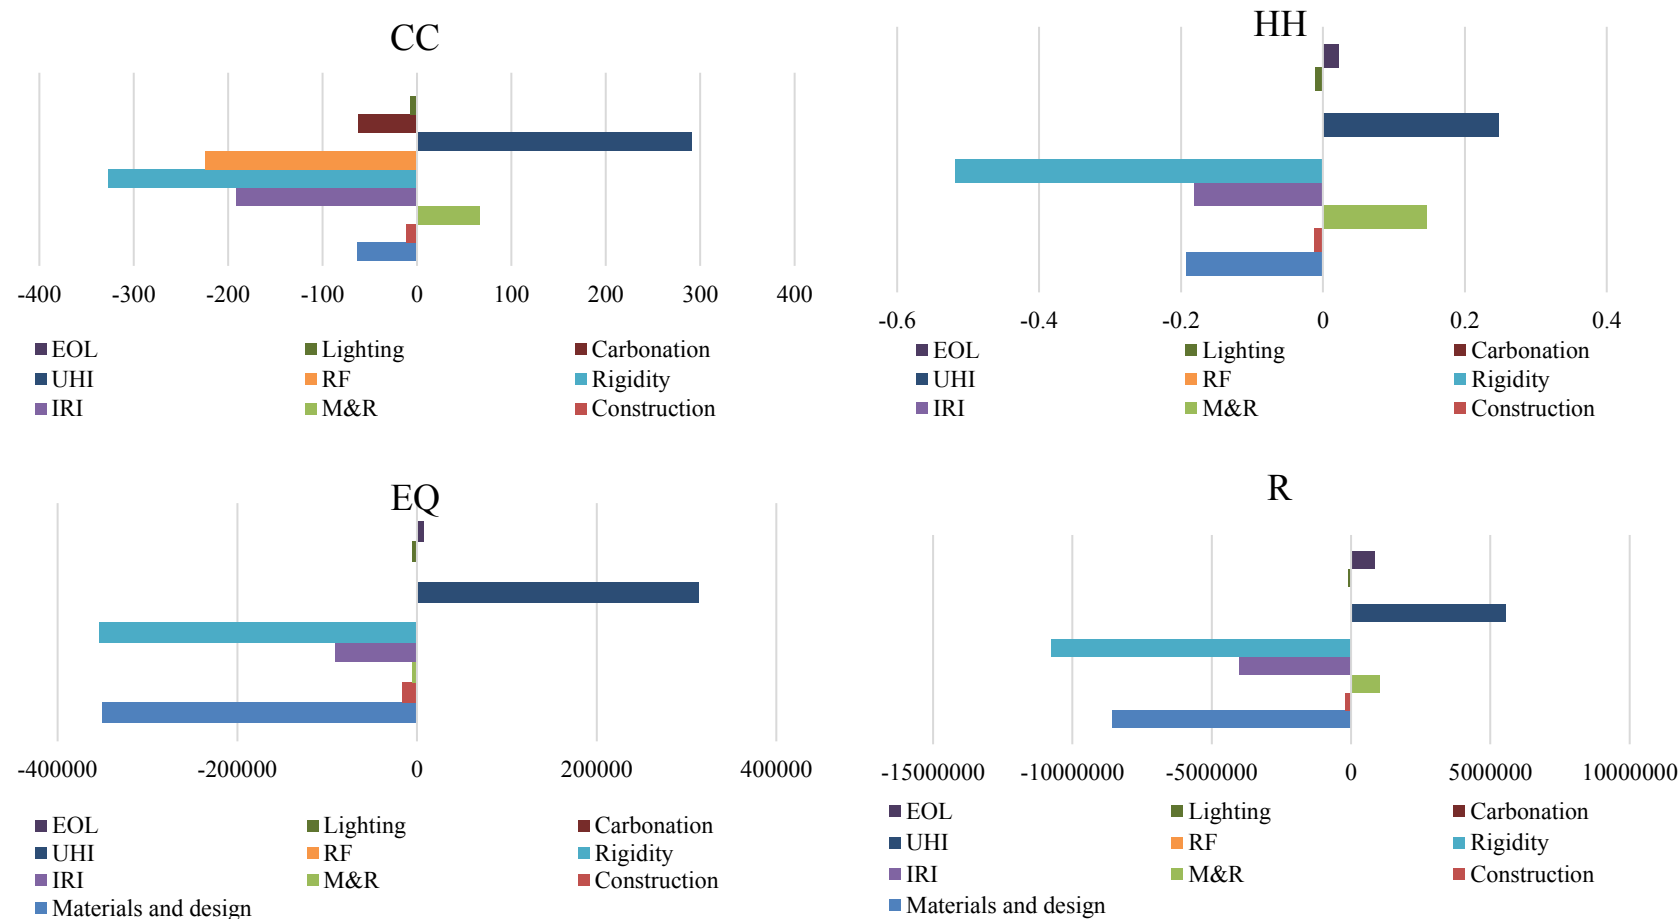 CC
-400 -300 -200 -100 0 100 200 300 400
EOL Lighting Carbonation
UHI RF Rigidity
IRI M&R Construction
HH
-0.6 -0.4 -0.2 0 0.2 0.4
EOL Lighting Carbonation
UHI RF Rigidity
IRI M&R Construction
EQ
-400000 -200000 0 200000 400000
EOL Lighting Carbonation
UHI RF Rigidity
IRI M&R Construction
Materials and design
R
-15000000 -10000000 -5000000 0 5000000 10000000
EOL Lighting Carbonation
UHI RF Rigidity
IRI M&R Construction
Materials and design